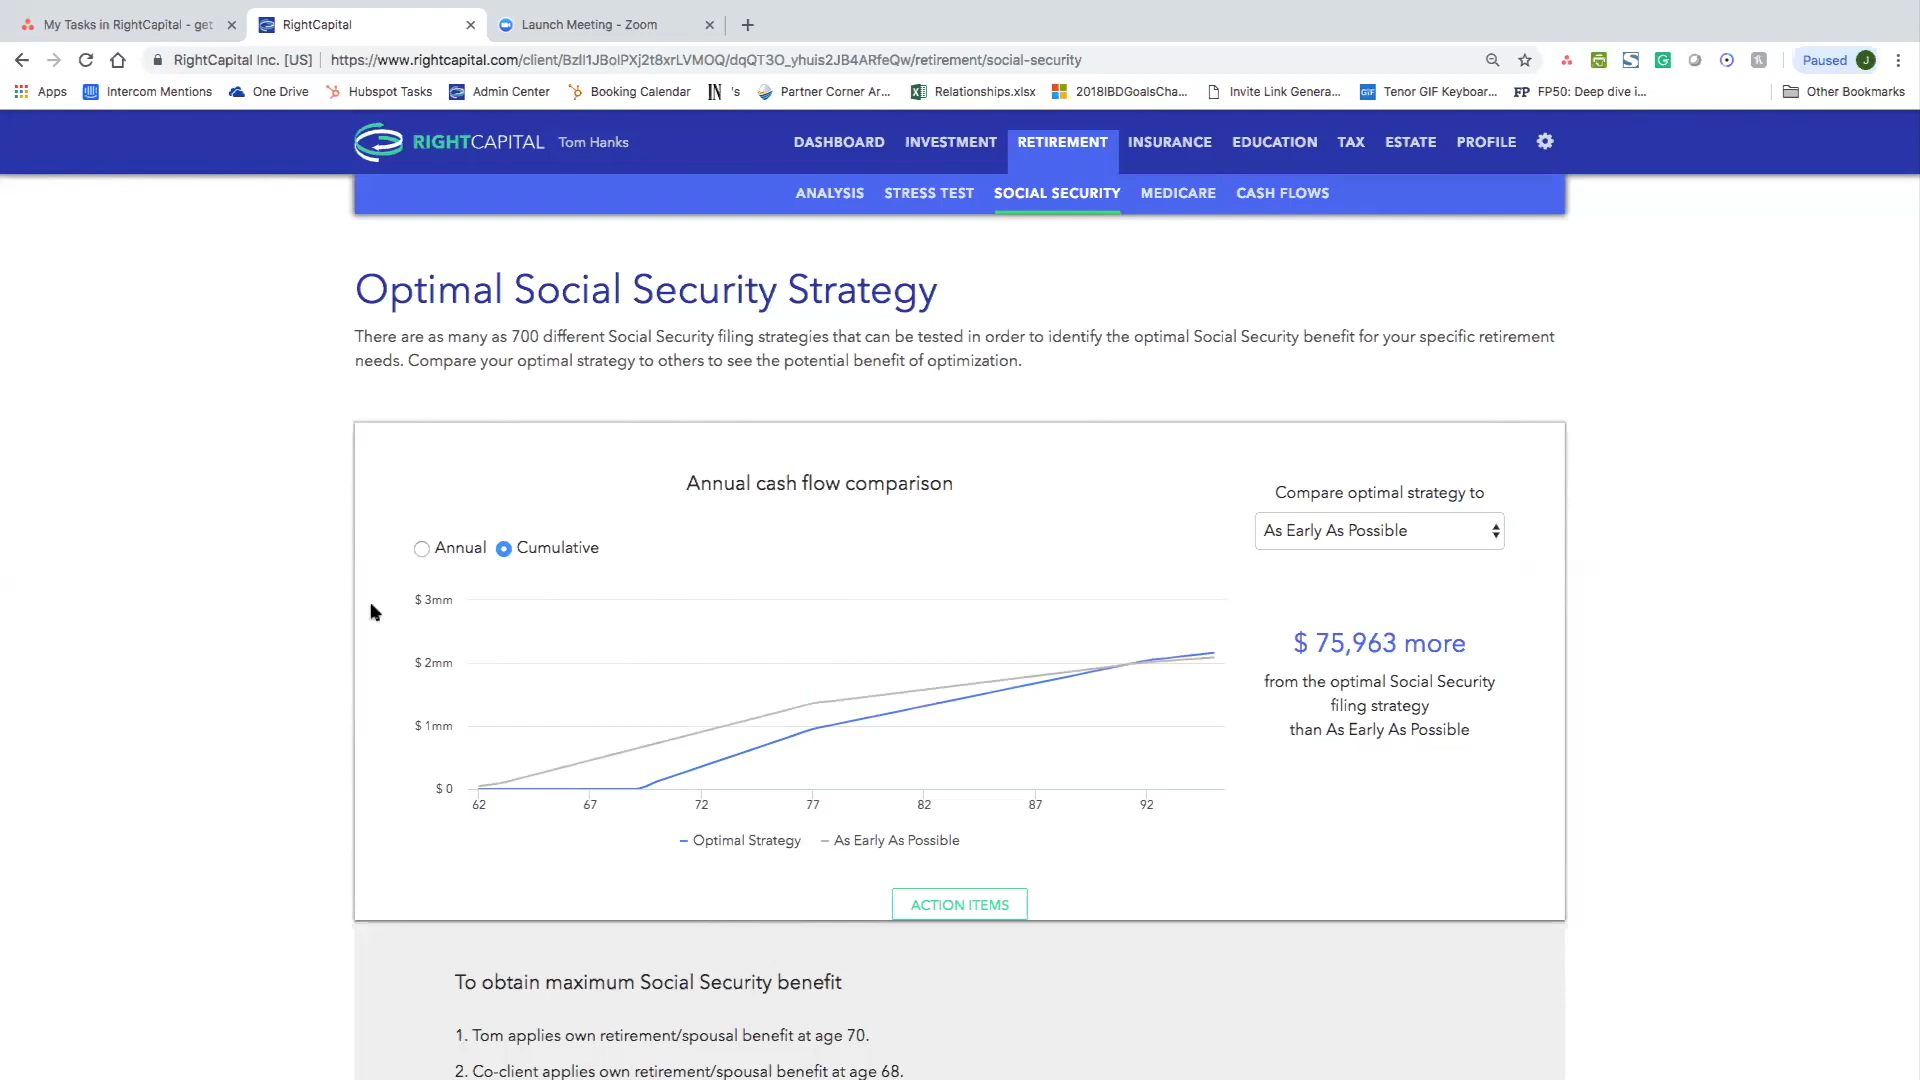 My Tasks in RightCapital - get
RightCapital
Launch Meeting - Zoom
RightCapital Inc. [US]
https://www.rightcapital.com/client/BzlI1JBolPXj2t8xrLVMOQ/dqQT3O_yhuis2JB4ARfeQw/retirement/social-security
Paused
J
Apps
Intercom Mentions
One Drive
Hubspot Tasks
Admin Center
Booking Calendar
IN 's
Partner Corner Ar...
Relationships.xlsx
2018IBDGoalsCha...
Invite Link Genera...
GIF Tenor GIF Keyboar...
FP FP50: Deep dive i...
Other Bookmarks
RIGHTCAPITAL
Tom Hanks
DASHBOARD
INVESTMENT
RETIREMENT
INSURANCE
EDUCATION
TAX
ESTATE
PROFILE
ANALYSIS
STRESS TEST
SOCIAL SECURITY
MEDICARE
CASH FLOWS
Optimal Social Security Strategy
There are as many as 700 different Social Security filing strategies that can be tested in order to identify the optimal Social Security benefit for your specific retirement
needs. Compare your optimal strategy to others to see the potential benefit of optimization.
Annual cash flow comparison
Compare optimal strategy to
As Early As Possible
Annual
Cumulative
$ 3mm
$ 2mm
$ 1mm
$ 0
62
67
72
77
82
87
92
Optimal Strategy
As Early As Possible
$ 75,963 more
from the optimal Social Security
filing strategy
than As Early As Possible
ACTION ITEMS
To obtain maximum Social Security benefit
1. Tom applies own retirement/spousal benefit at age 70.
2. Co-client applies own retirement/spousal benefit at age 68.